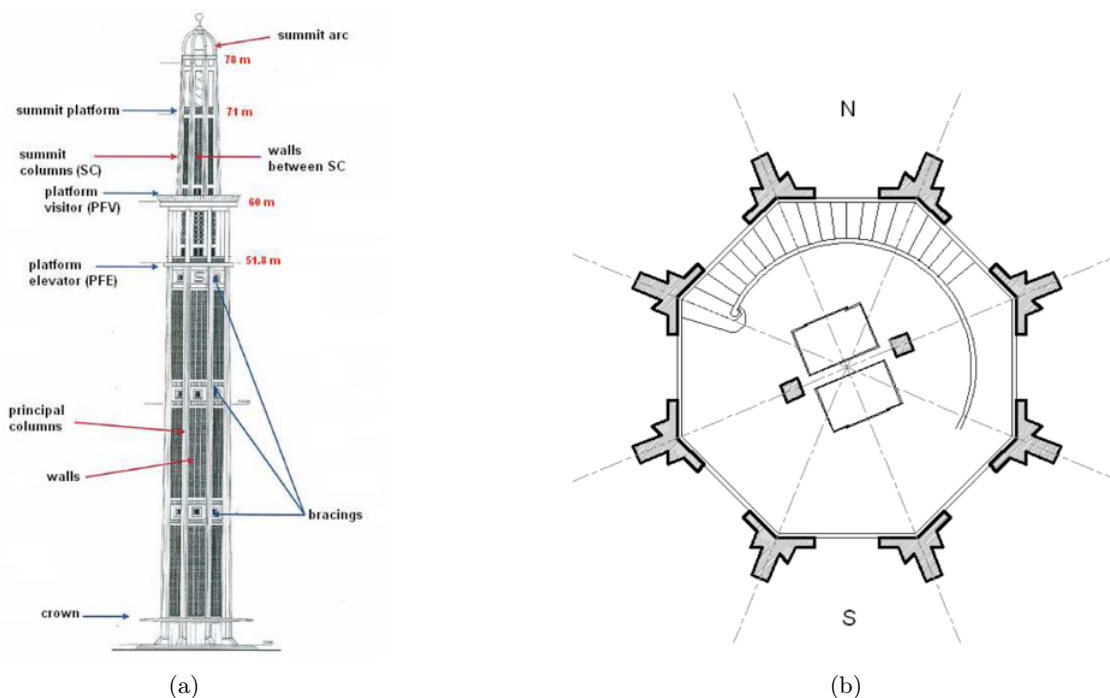 summit arc
78 m
summit platform
71 m
summit
columns (SC)
walls
between SC
platform
visitor (PFV)
60 m
platform
elevator (PFE)
51.8 m
S
principal
columns
walls
bracings
crown
(a)
N
S
(b)